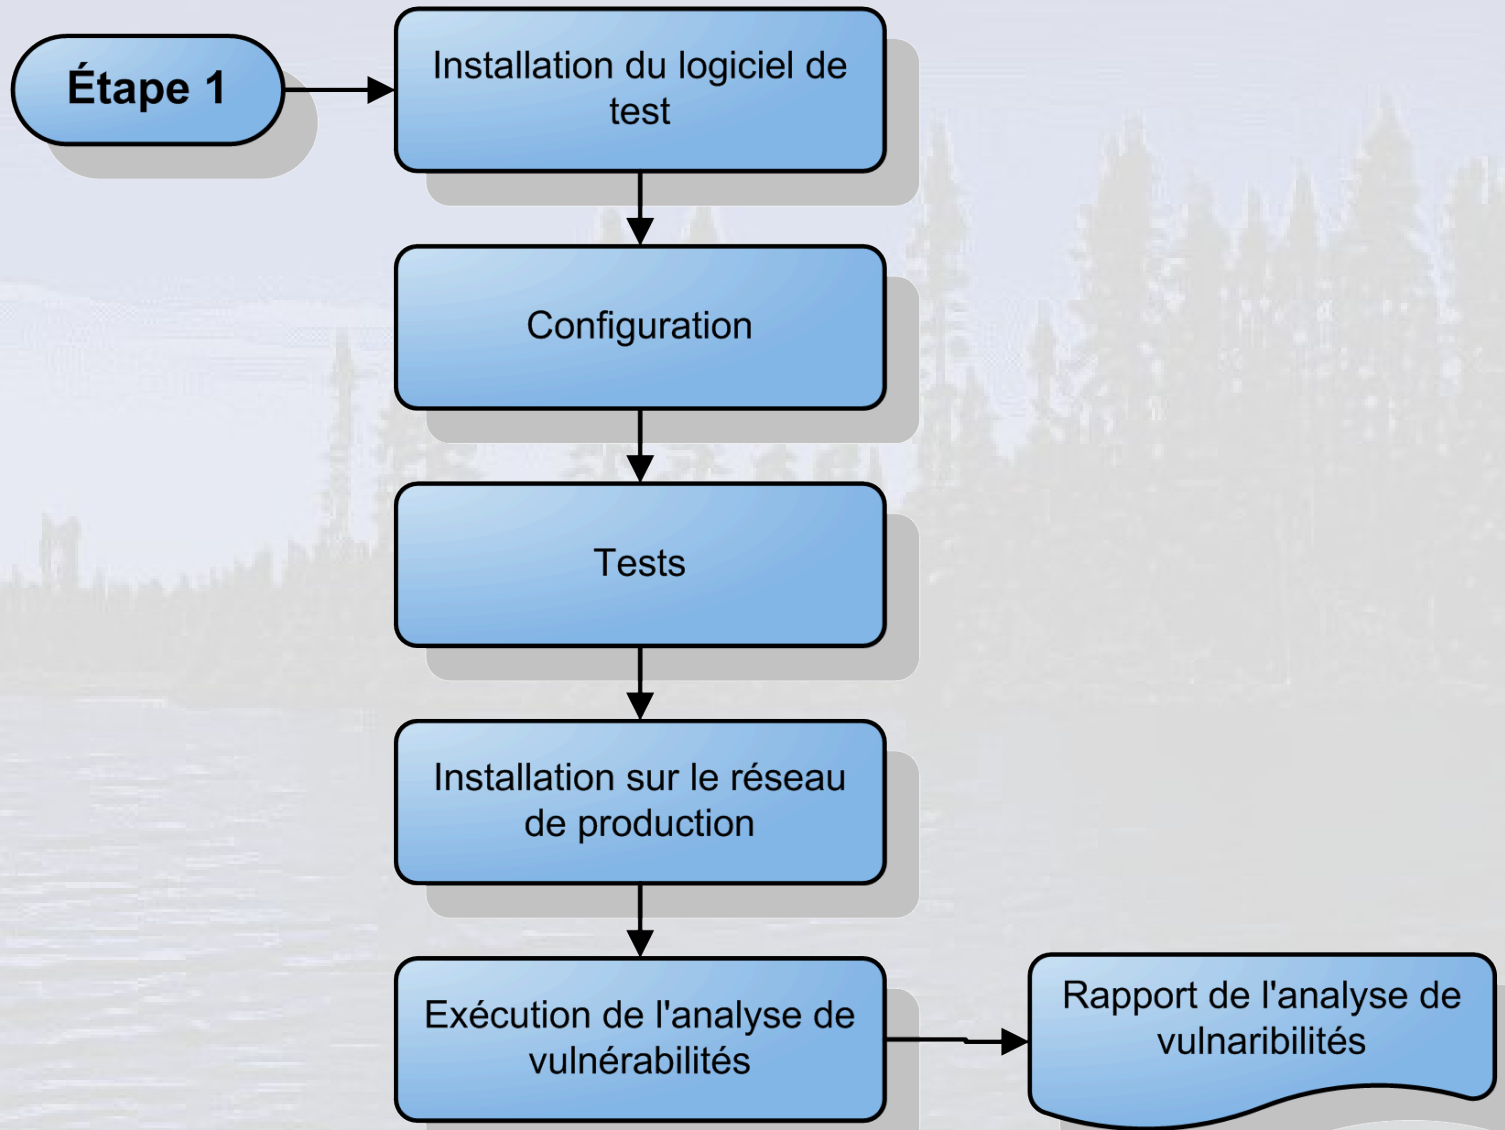 Étape 1
Installation du logiciel de
test
Configuration
Tests
Installation sur le réseau
de production
Exécution de l'analyse de
vulnérabilités
Rapport de l'analyse de
vulnaribilités